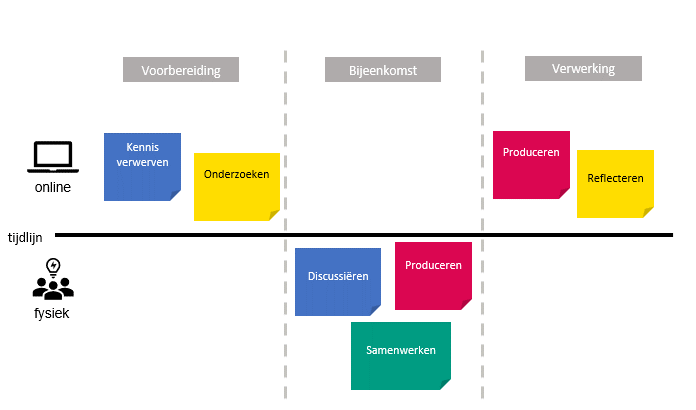 Voorbereiding
Bijeenkomst
Verwerking
Kennis
verwerven
Onderzoeken
Produceren
Reflecteren
online
tijdlijn
Discussiëren
Produceren
Samenwerken
fysiek